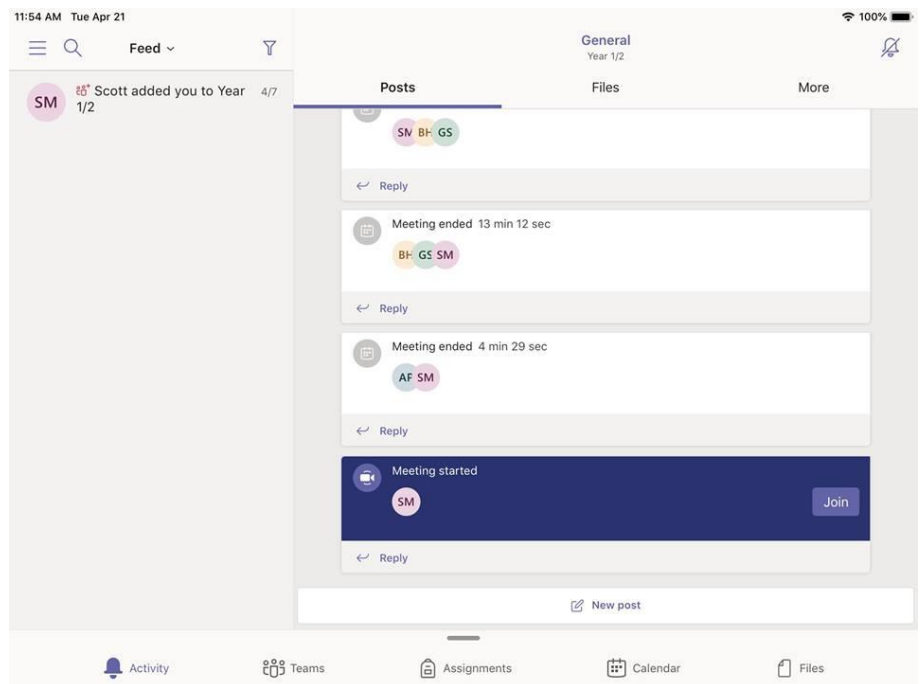 11:54 AM Tue Apr 21
100%
Feed
SM
Scott added you to Year 1/2
4/7
General
Year 1/2
Posts
Files
More
SM BH GS
Reply
Meeting ended 13 min 12 sec
BH GS SM
Reply
Meeting ended 4 min 29 sec
AF SM
Reply
Meeting started
SM
Join
Reply
New post
Activity
Teams
Assignments
Calendar
Files